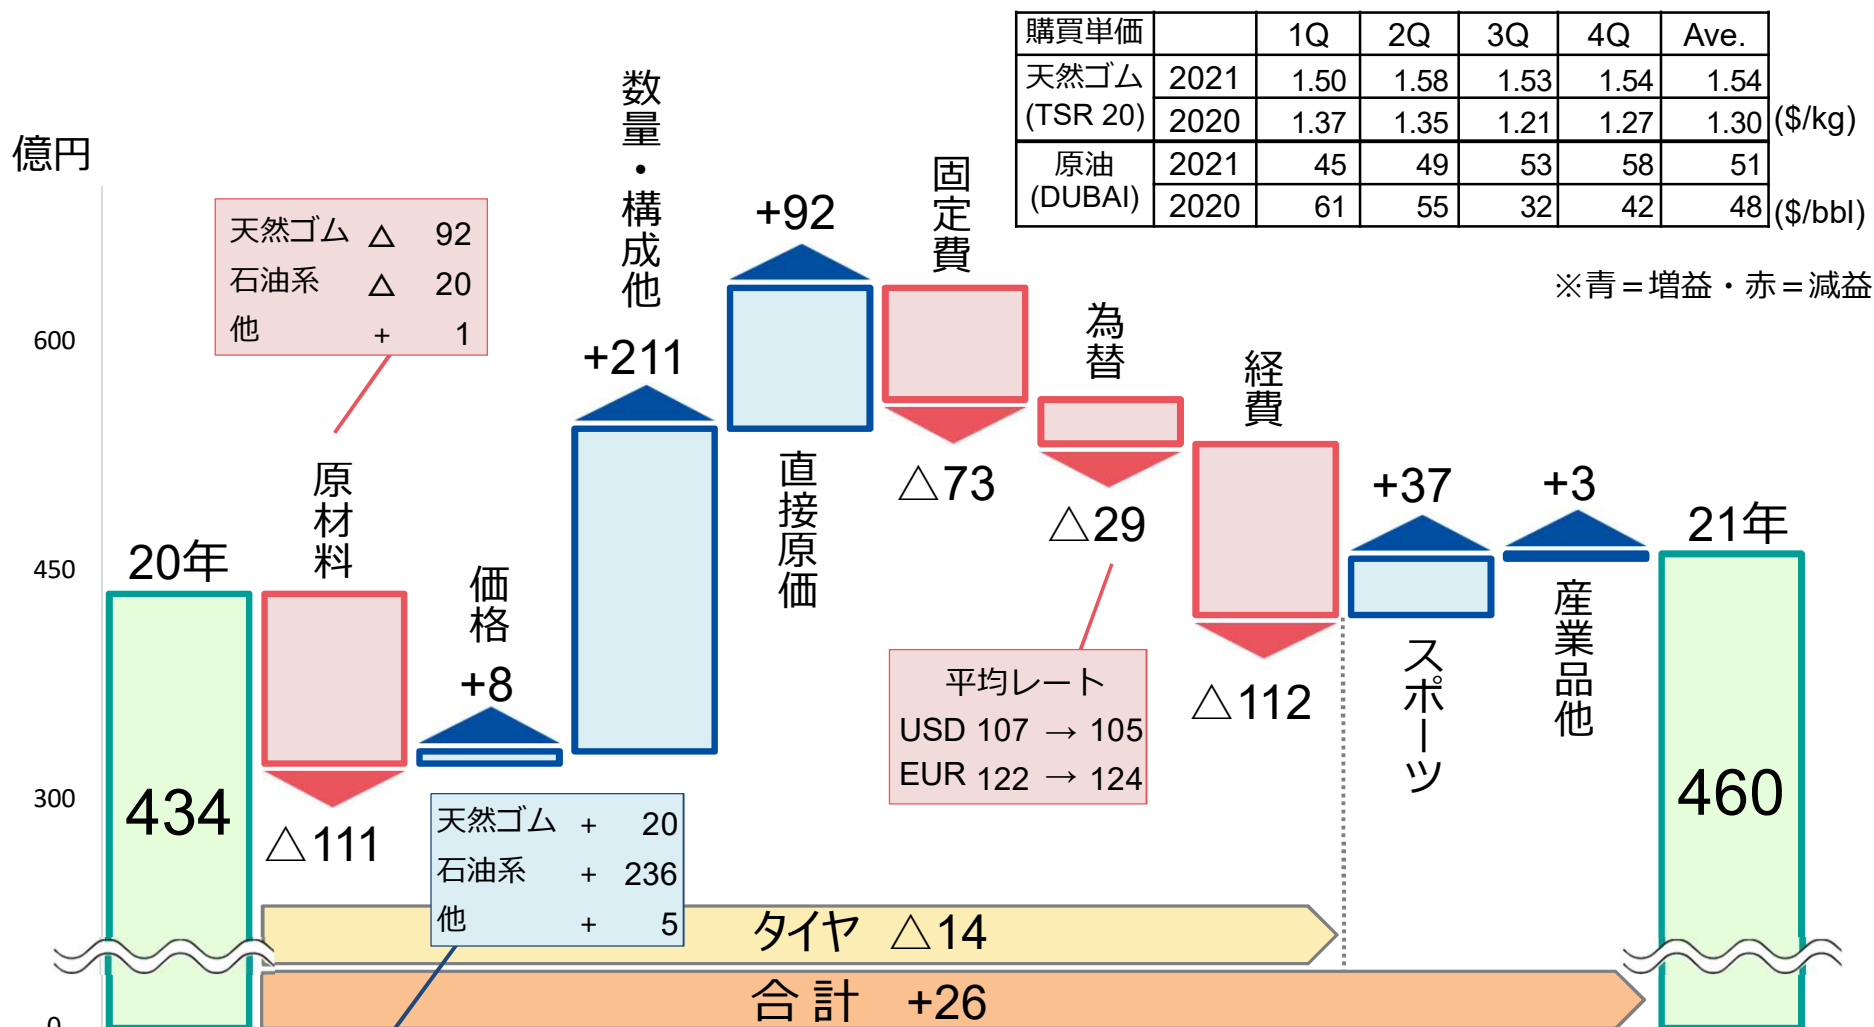 購買単価 1Q 2Q 3Q 4Q Ave.
天然ゴム (TSR 20) 2021 1.50 1.58 1.53 1.54 1.54
2020 1.37 1.35 1.21 1.27 1.30 ($/kg)
原油 (DUBAI) 2021 45 49 53 58 51
2020 61 55 32 42 48 ($/bbl)
※青=増益・赤=減益
億円
600
450
300
0
20年
434
天然ゴム △ 92
石油系 △ 20
他 + 1
原材料
△111
価格
+8
天然ゴム + 20
石油系 + 236
他 + 5
数量・構成他
+211
+92
直接原価
固定費
△73
為替
△29
平均レート
USD 107 → 105
EUR 122 → 124
経費
△112
+37
スポーツ
+3
産業品他
21年
460
タイヤ △14
合計 +26